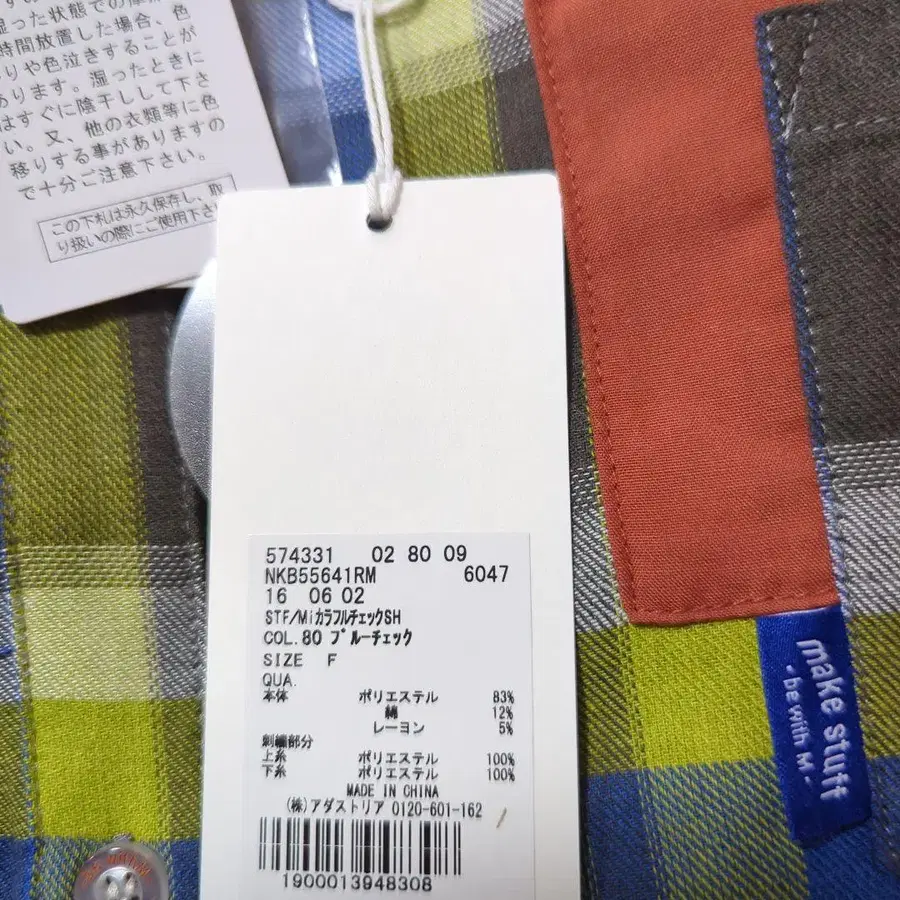 湿った状態での摩擦
時間放置した場合、色
りや色泣きすることが
あります。湿ったときに
はすぐに陰干しして下さ
い。又、他の衣類等に色
移りする事がありますの
で十分ご注意下さい。
この下札は永久保存し、取
り扱いの際にご使用下さ
574331 02 80 09
NKB55641RM 6047
16 06 02
STF/MiカラフルチェックSH
COL.80 ブルーチェック
SIZE F
QUA.
本体 ポリエステル 83%
綿 12%
レーヨン 5%
刺繍部分
上糸 ポリエステル 100%
下糸 ポリエステル 100%
MADE IN CHINA
(株)アダストリア 0120-601-162
1900013948308
make stuff
・be with M・